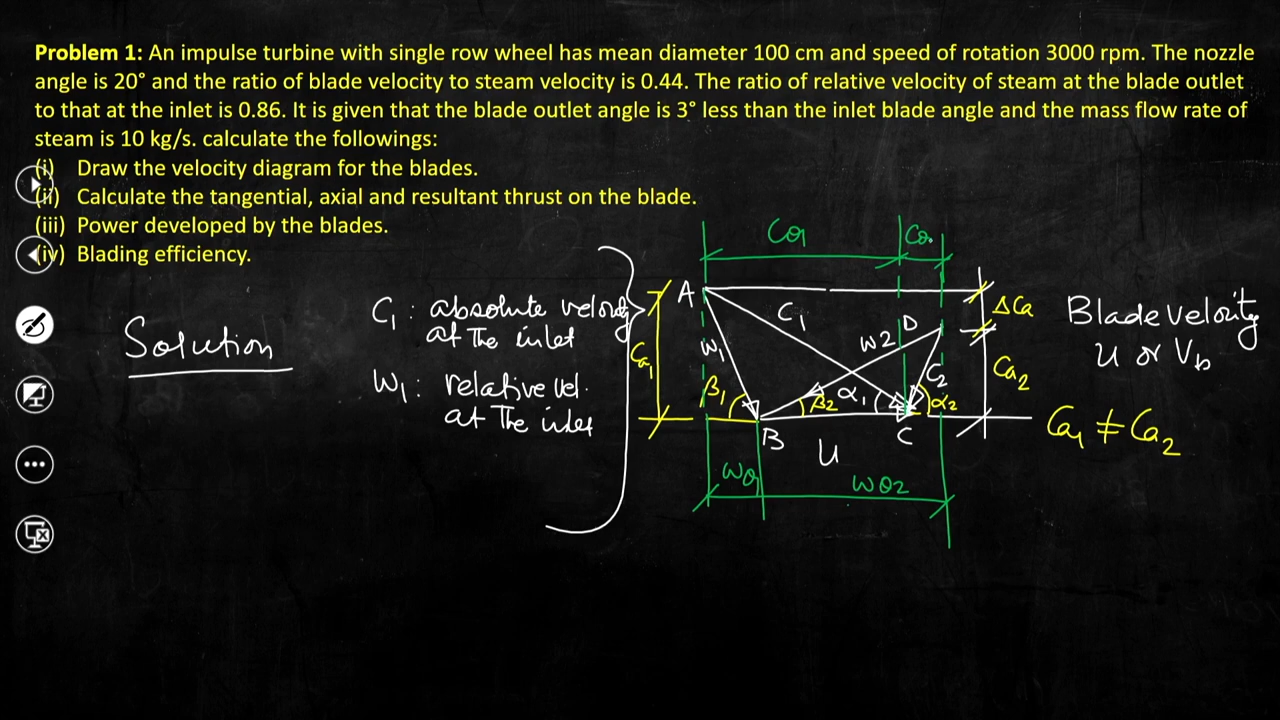 Problem 1: An impulse turbine with single row wheel has mean diameter 100 cm and speed of rotation 3000 rpm. The nozzle
angle is 20° and the ratio of blade velocity to steam velocity is 0.44. The ratio of relative velocity of steam at the blade outlet
to that at the inlet is 0.86. It is given that the blade outlet angle is 3° less than the inlet blade angle and the mass flow rate of
steam is 10 kg/s. calculate the followings:
(i) Draw the velocity diagram for the blades.
(ii) Calculate the tangential, axial and resultant thrust on the blade.
(iii) Power developed by the blades.
(iv) Blading efficiency.
Solution
C1 : absolute velocity
at The inlet
W1 : relative vel.
at The inlet
Cθ1
Cθ2
A
C1
D
ΔCa
W1
W2
Ca1
C2
Ca2
β1
β2
α1
α2
B
U
C
Wθ1
Wθ2
Blade velocity
U or Vb
Ca1 ≠ Ca2